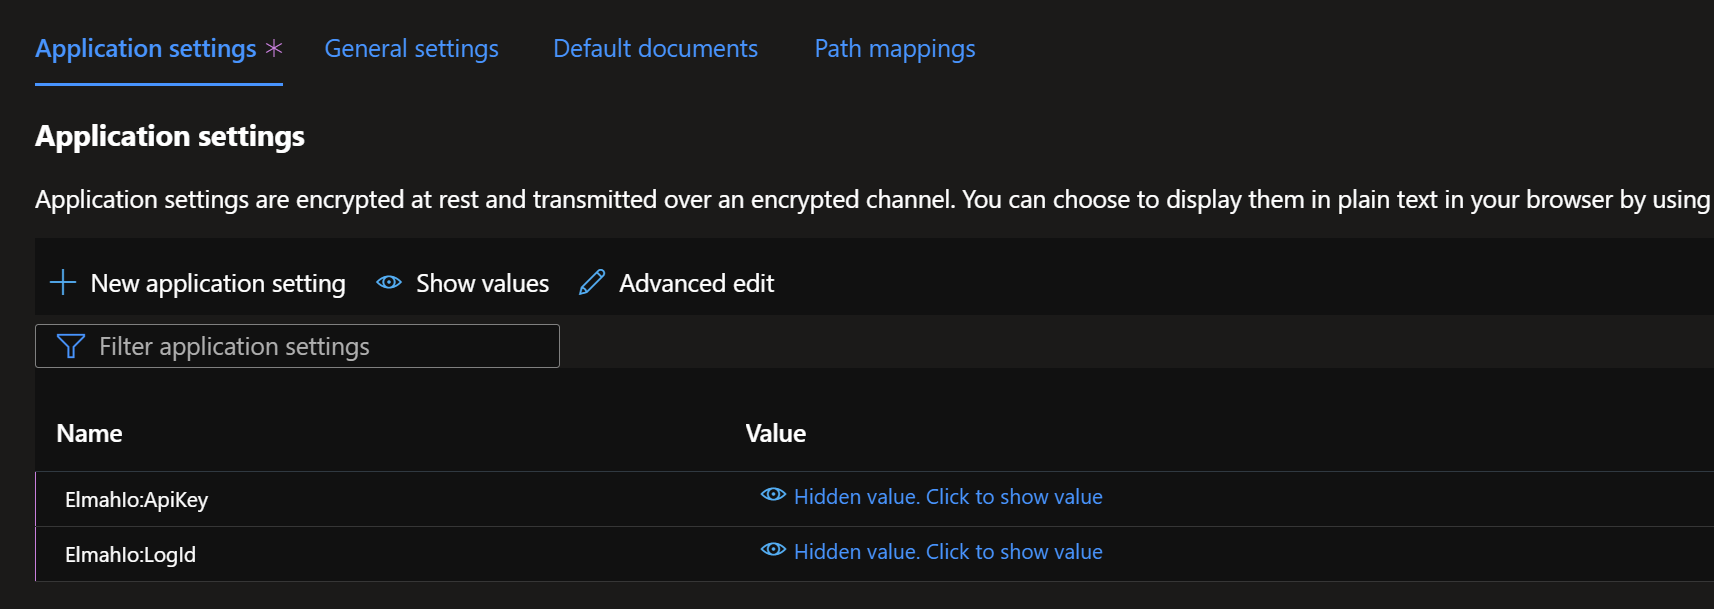 Application settings * General settings Default documents Path mappings
Application settings
Application settings are encrypted at rest and transmitted over an encrypted channel. You can choose to display them in plain text in your browser by using
New application setting Show values Advanced edit
Filter application settings
Name Value
ElmahIo:ApiKey Hidden value. Click to show value
ElmahIo:LogId Hidden value. Click to show value